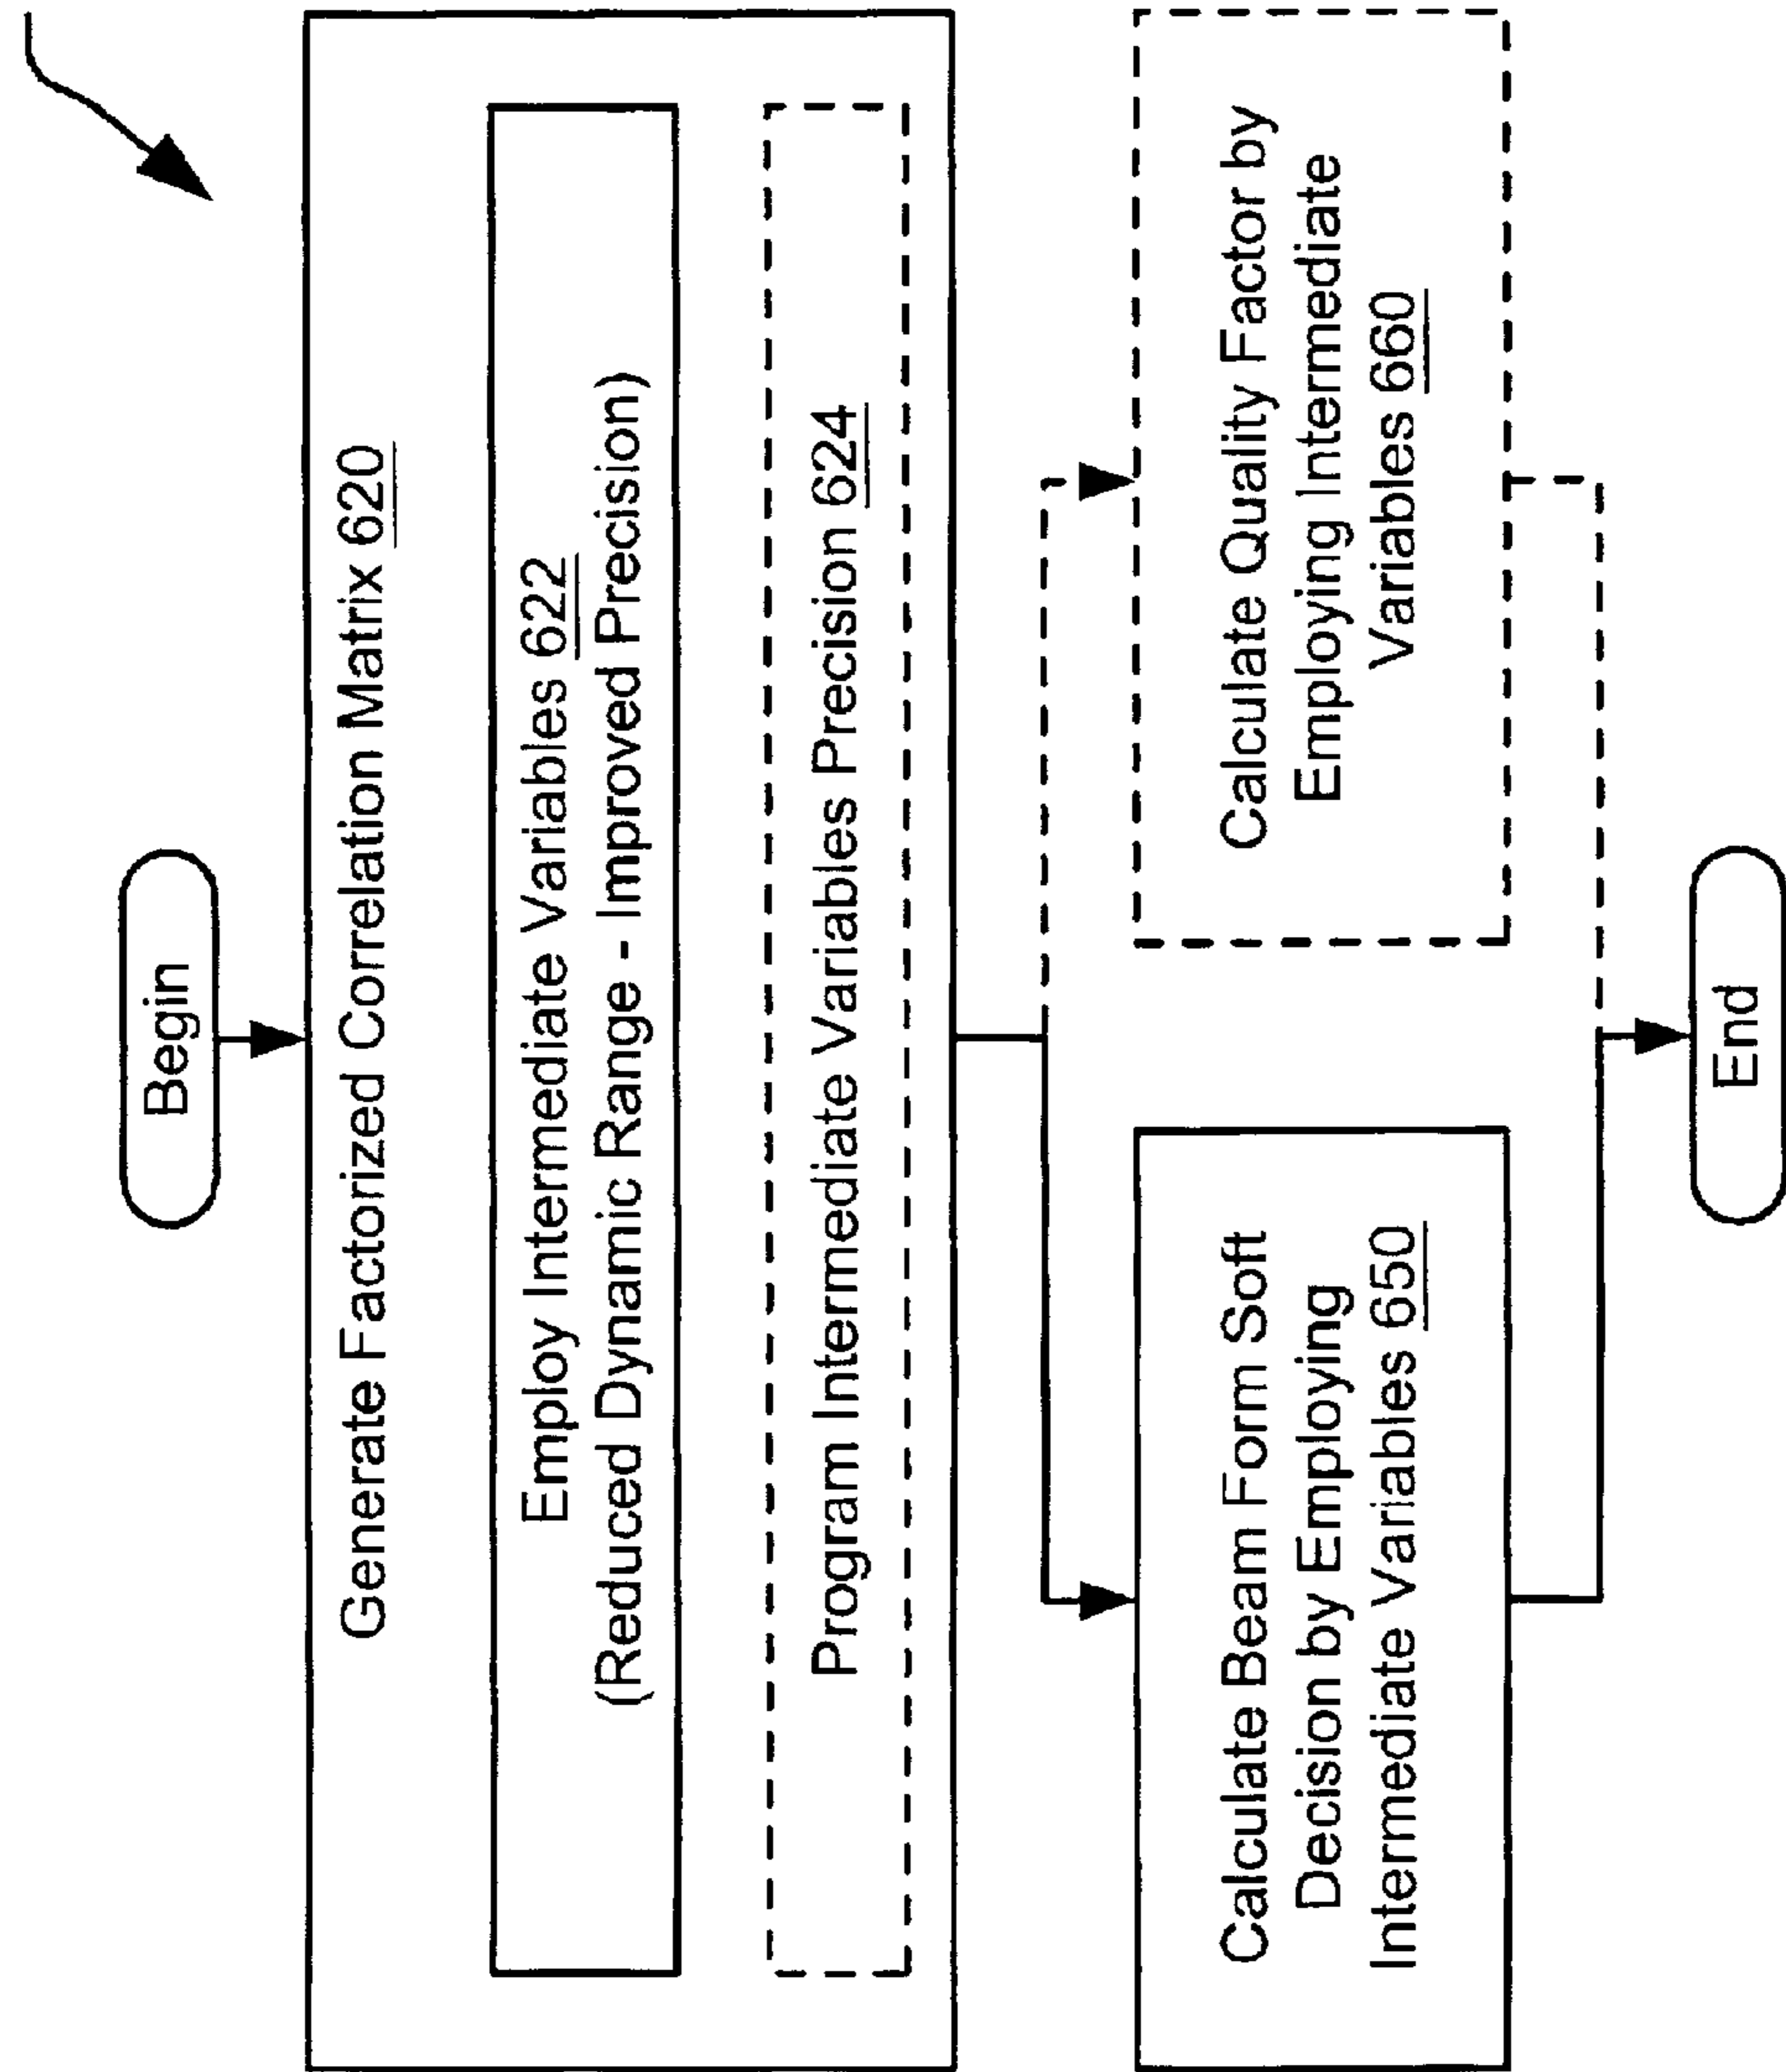 Begin
Generate Factorized Correlation Matrix 620
Employ Intermediate Variables 622
(Reduced Dynamic Range - Improved Precision)
Program Intermediate Variables Precision 624
Calculate Beam Form Soft
Decision by Employing
Intermediate Variables 650
Calculate Quality Factor by
Employing Intermediate
Variables 660
End